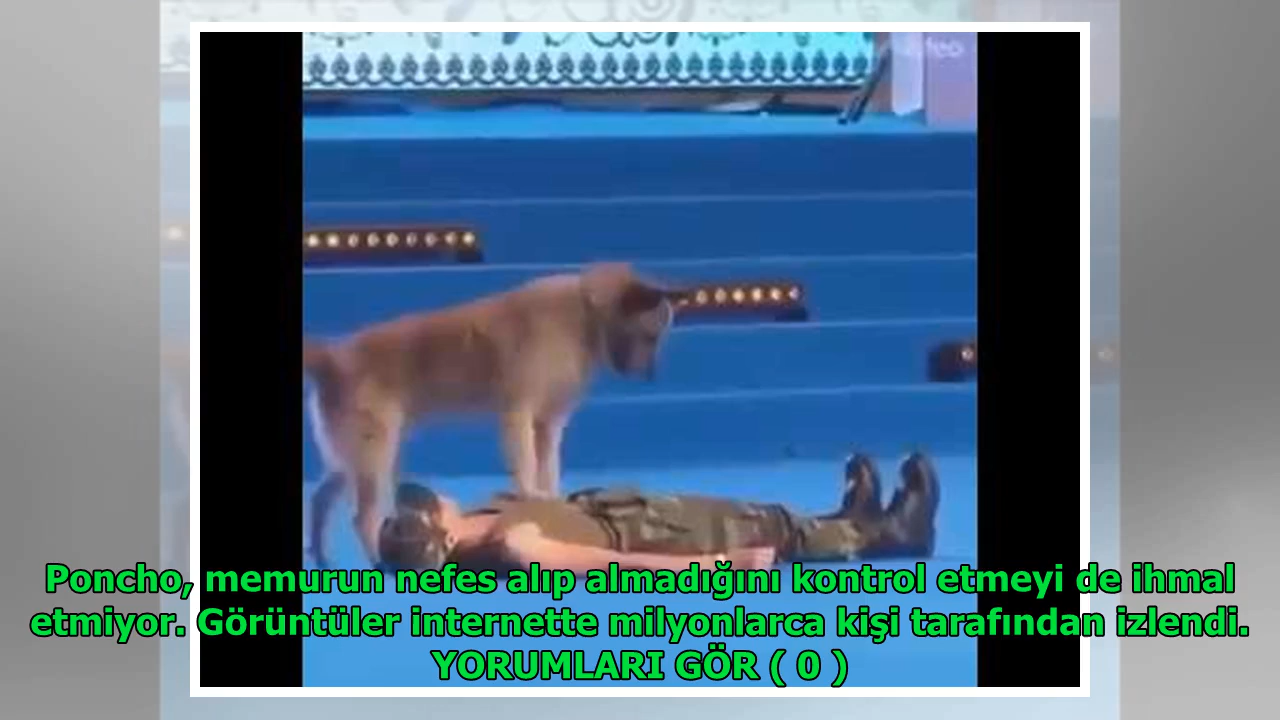 Poncho, memurun nefes alıp almadığını kontrol etmeyi de ihmal
etmiyor. Görüntüler internette milyonlarca kişi tarafından izlendi.
YORUMLARI GÖR ( 0 )